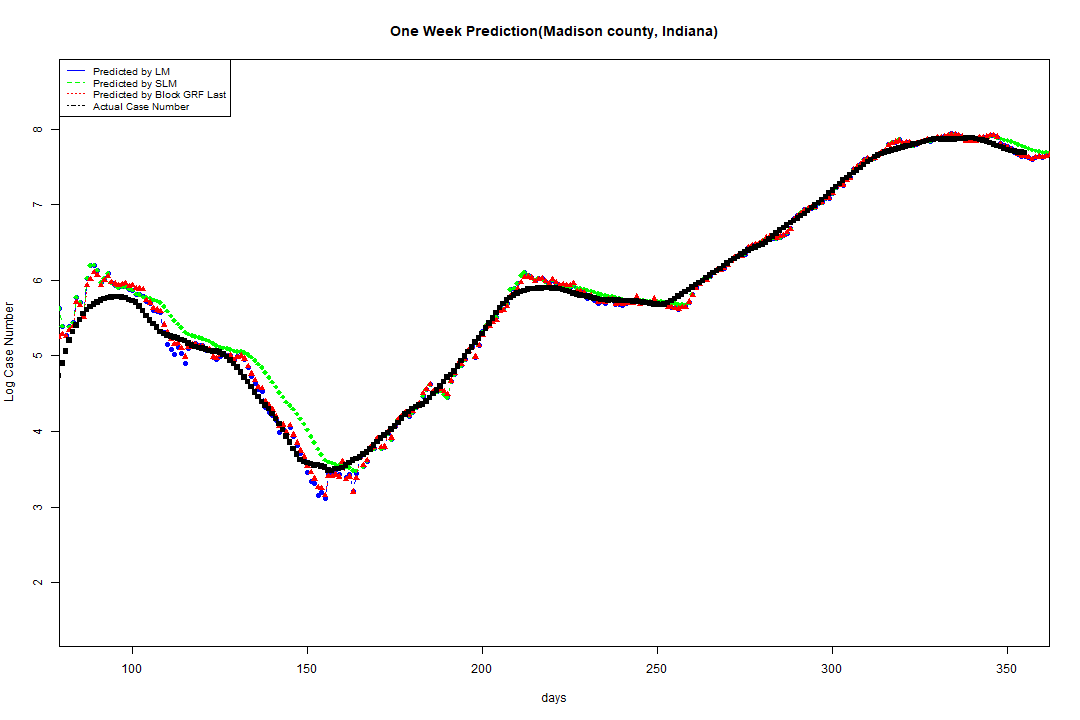 One Week Prediction(Madison county, Indiana)
Predicted by LM
Predicted by SLM
Predicted by Block GRF Last
Actual Case Number
8
7
6
5
4
3
2
Log Case Number
100 150 200 250 300 350
days